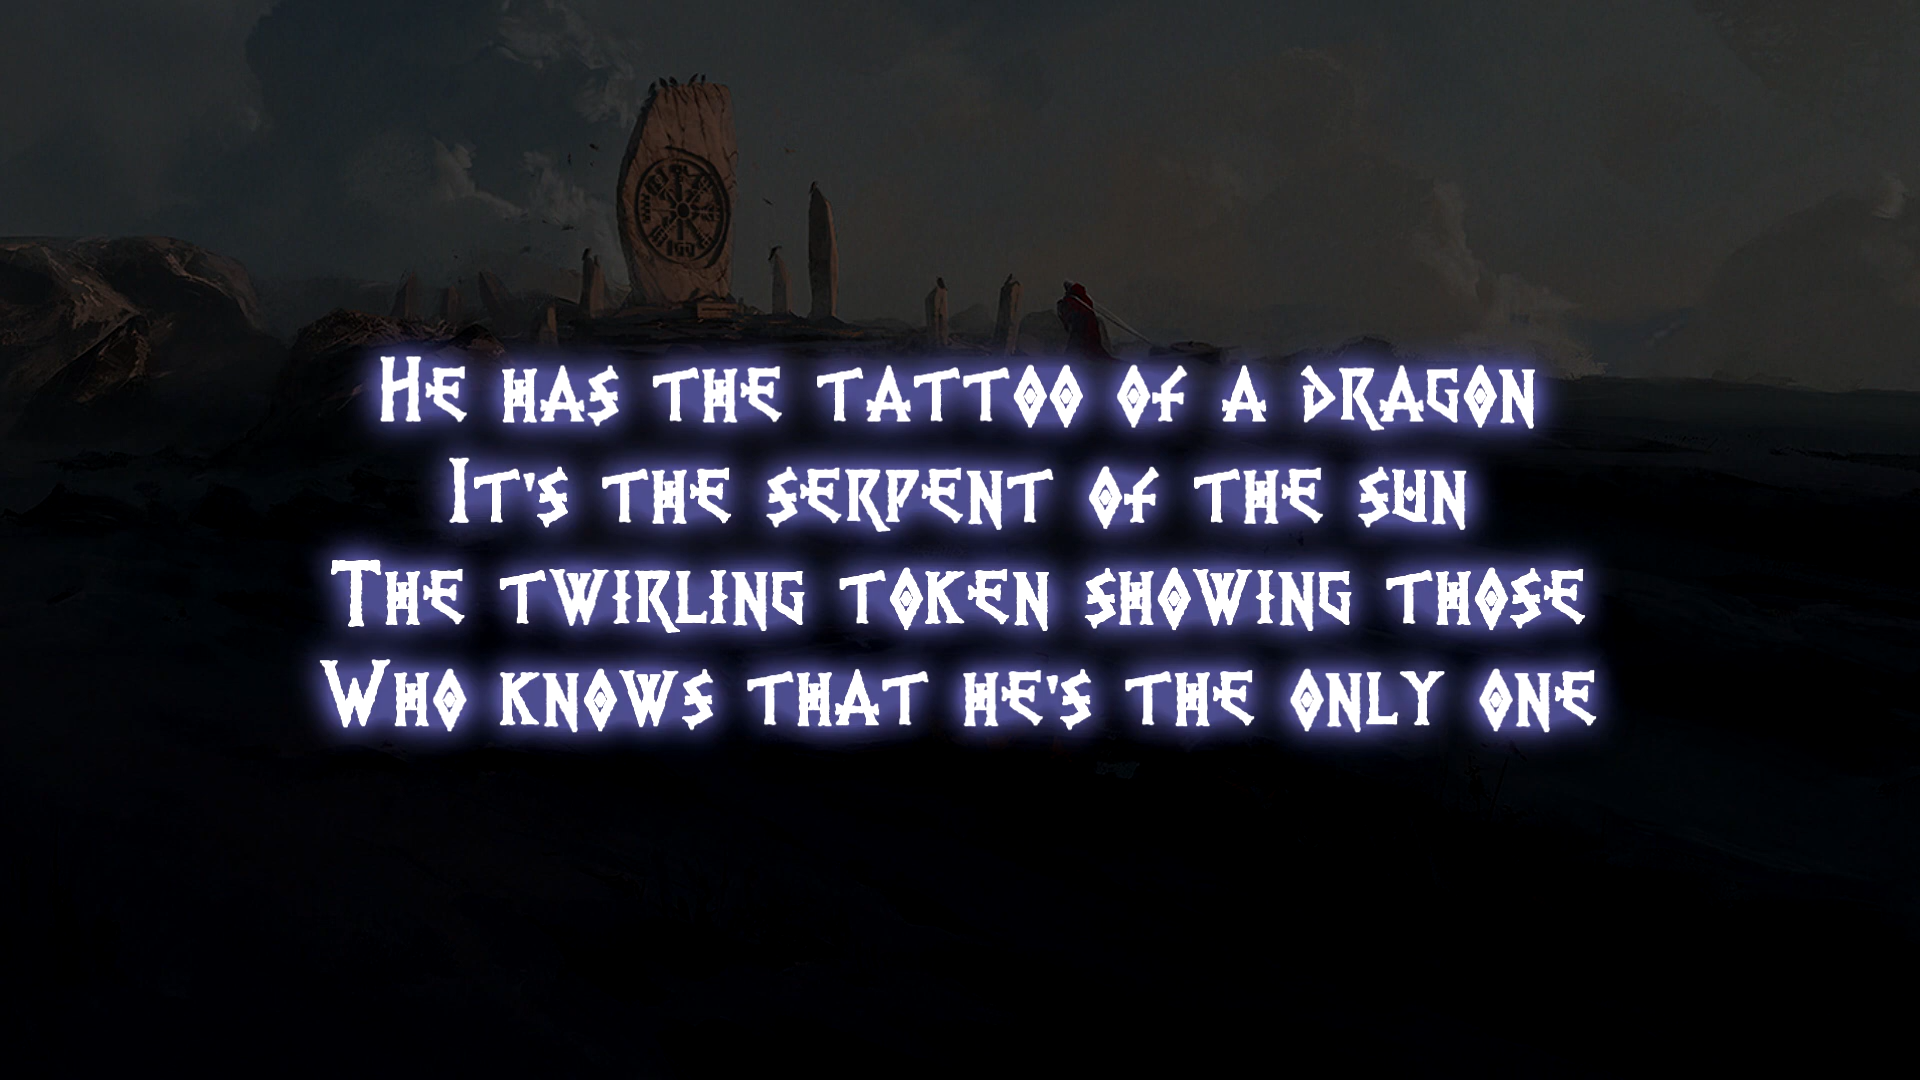 He has the tattoo of a dragon
It's the serpent of the sun
The twirling token showing those
Who knows that he's the only one